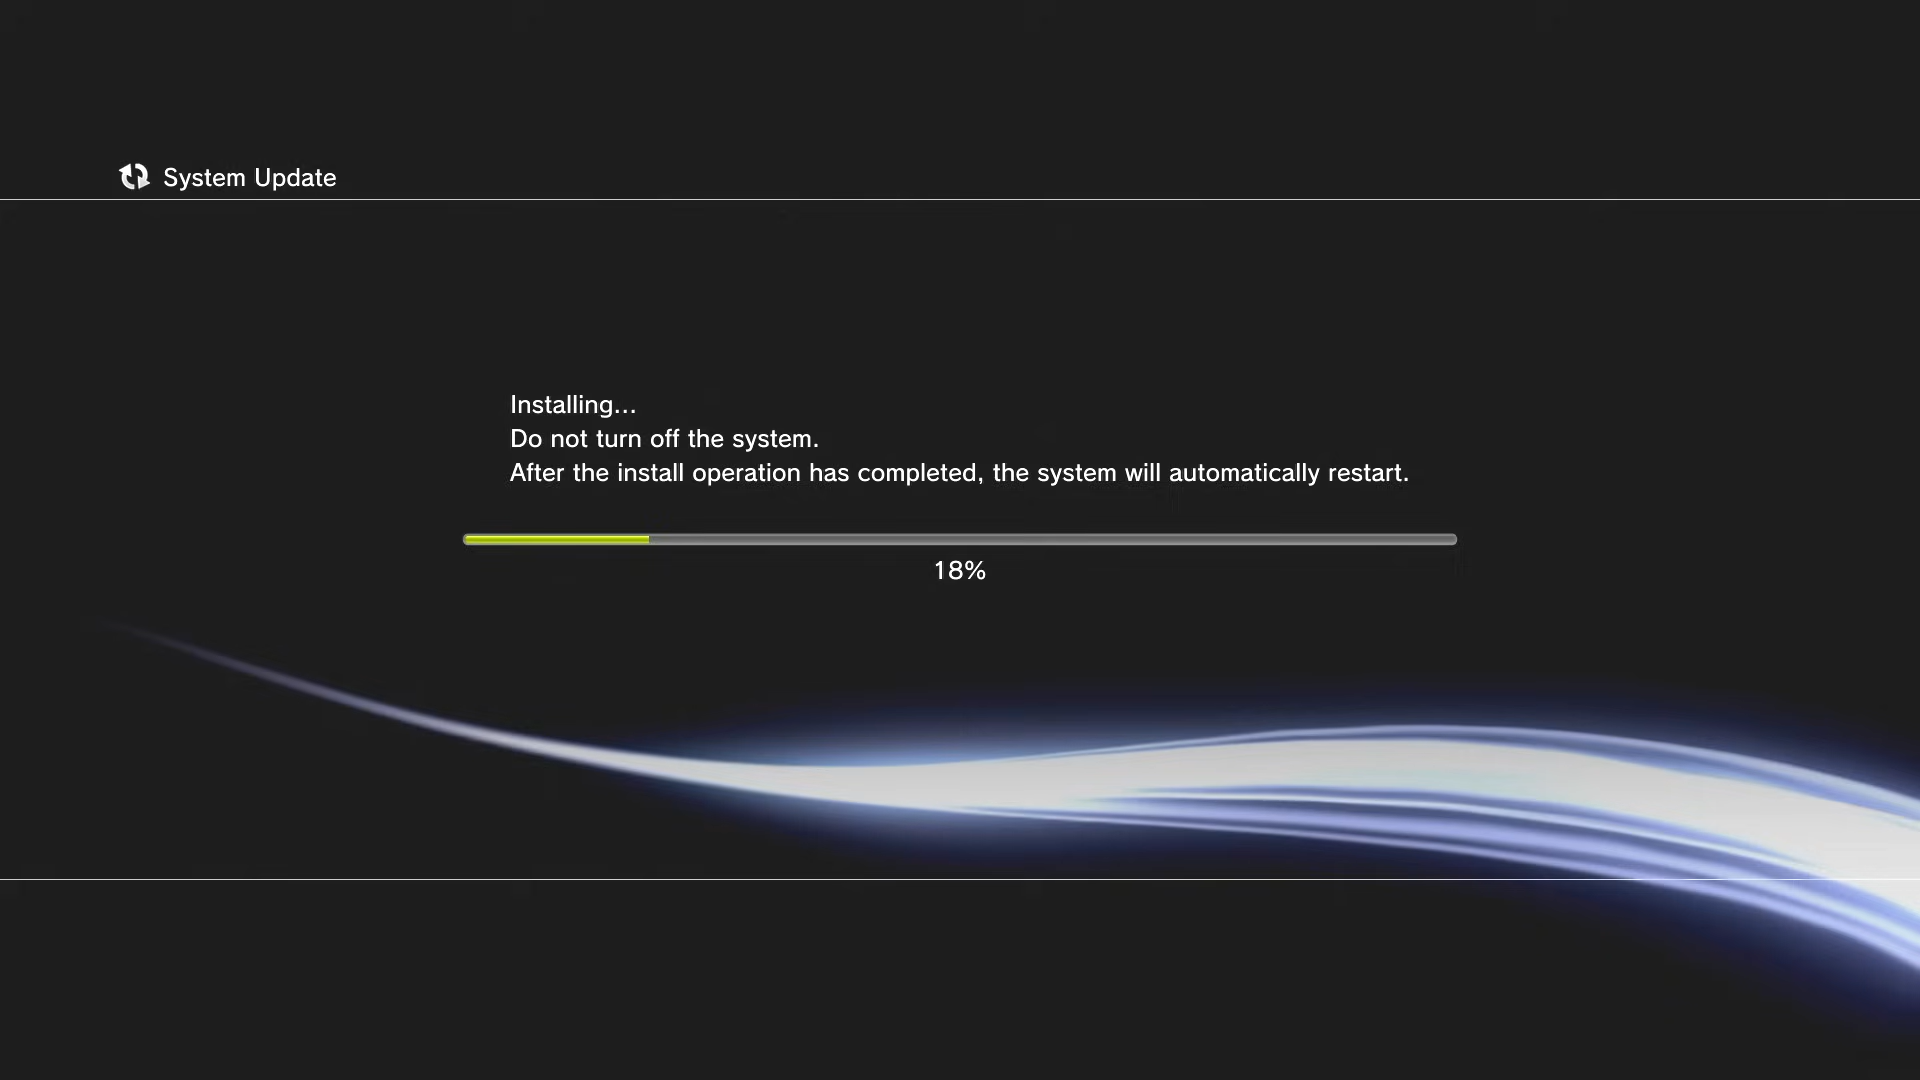 System Update
Installing...
Do not turn off the system.
After the install operation has completed, the system will automatically restart.
18%